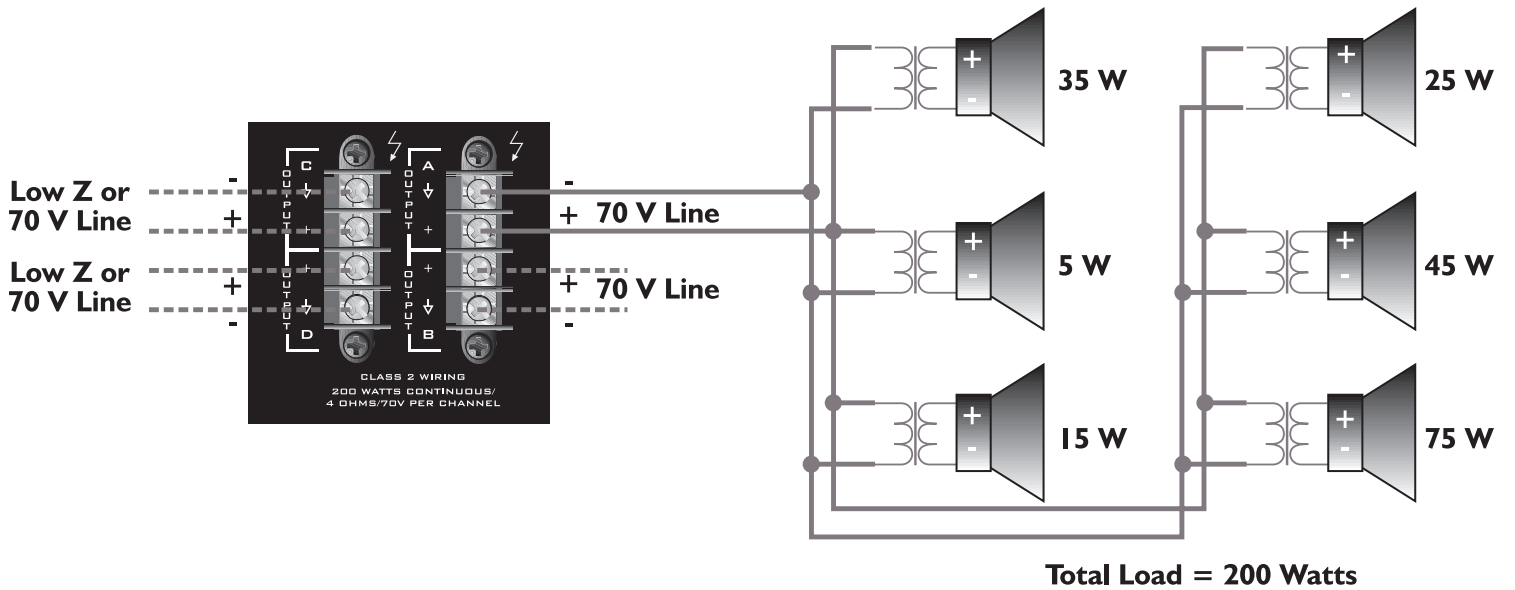 Low Z or
70 V Line
Low Z or
70 V Line
-
+
+
-
C
OUTPUT
+
+
OUTPUT
D
A
OUTPUT
+
+
OUTPUT
B
CLASS 2 WIRING
200 WATTS CONTINUOUS/
4 OHMS/70V PER CHANNEL
-
+ 70 V Line
+ 70 V Line
-
+
-
35 W
+
-
25 W
+
-
5 W
+
-
45 W
+
-
15 W
+
-
75 W
Total Load = 200 Watts